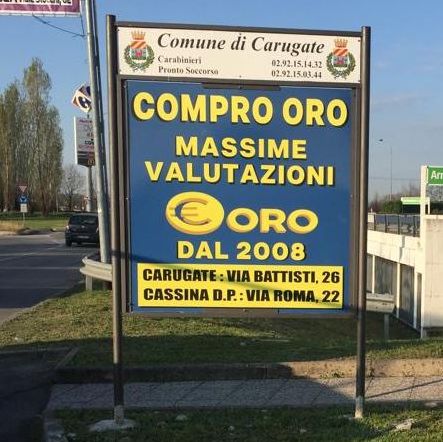 Comune di Carugate
Carabinieri 02.92.15.14.32
Pronto Soccorso 02.92.15.03.44
COMPRO ORO
MASSIME
VALUTAZIONI
€ORO
DAL 2008
CARUGATE : VIA BATTISTI, 26
CASSINA D.P. : VIA ROMA, 22